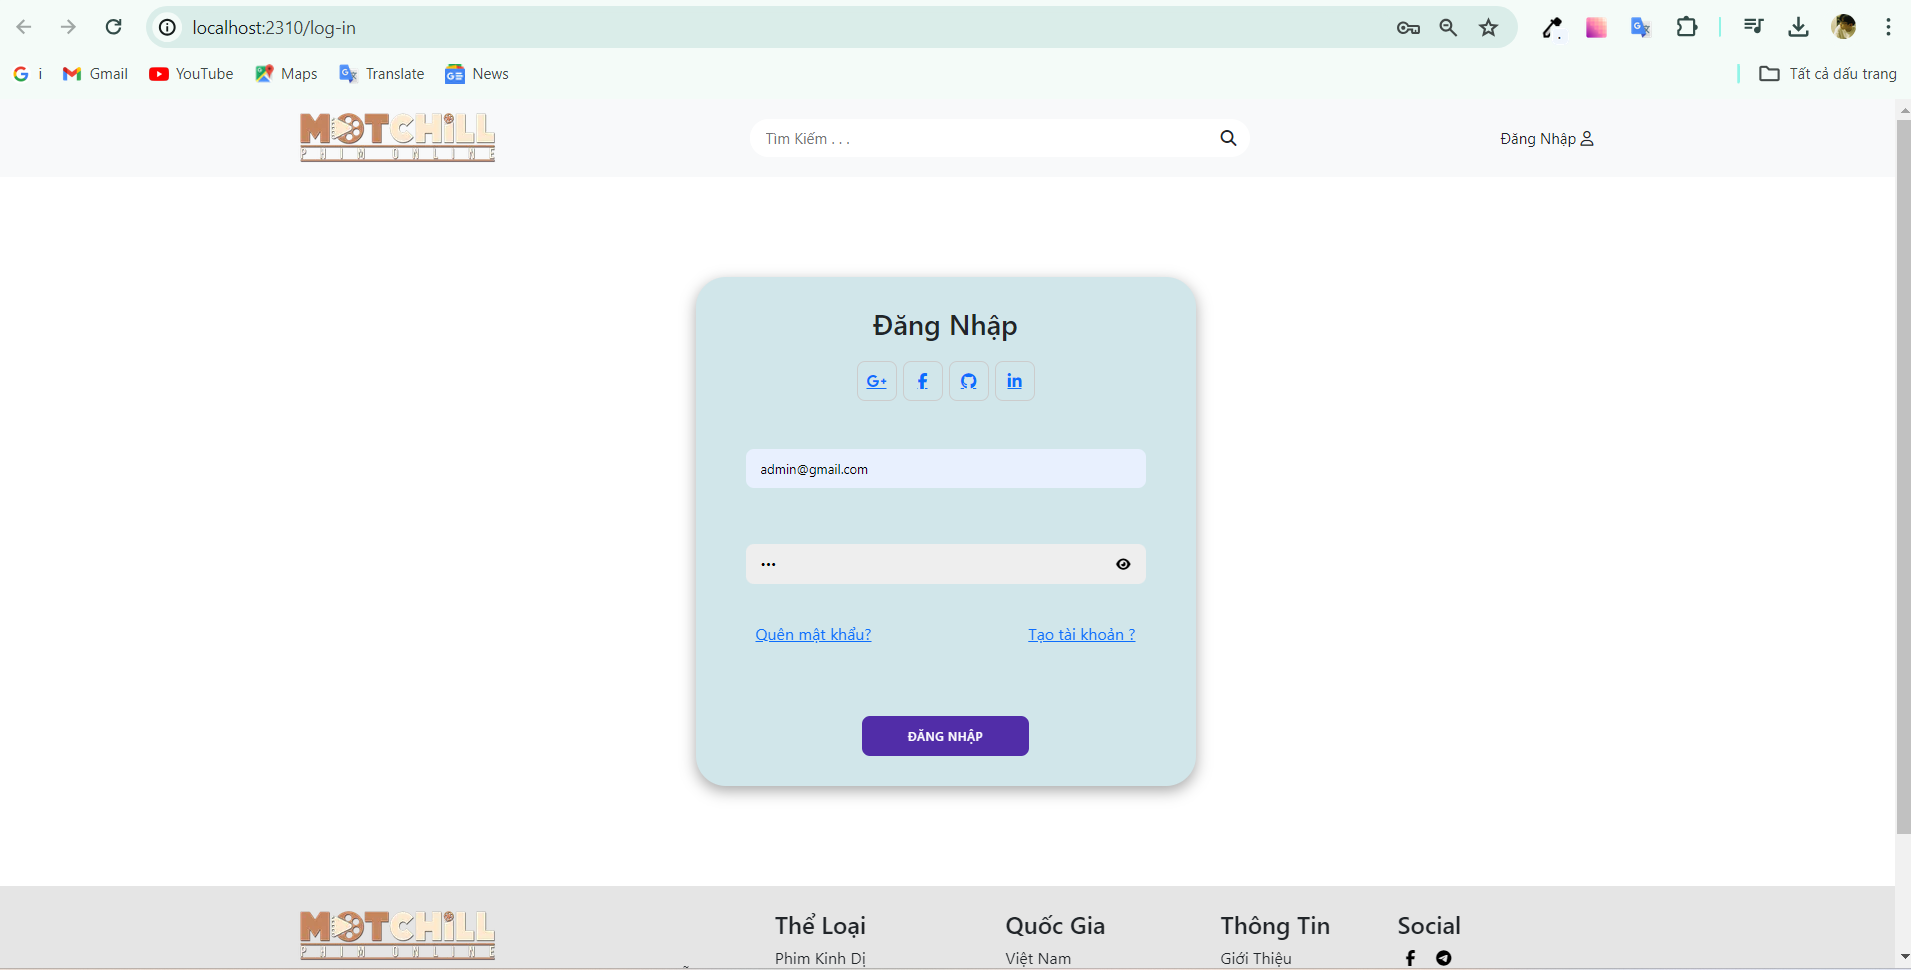 localhost:2310/log-in
i Gmail YouTube Maps Translate News Tất cả dấu trang
MOTCHILL
PHIM ONLINE
Tìm Kiếm . . .
Đăng Nhập
Đăng Nhập
G+ f in
admin@gmail.com
•••
Quên mật khẩu? Tạo tài khoản ?
ĐĂNG NHẬP
MOTCHILL
PHIM ONLINE
Thể Loại Quốc Gia Thông Tin Social
Phim Kinh Dị Việt Nam Giới Thiệu